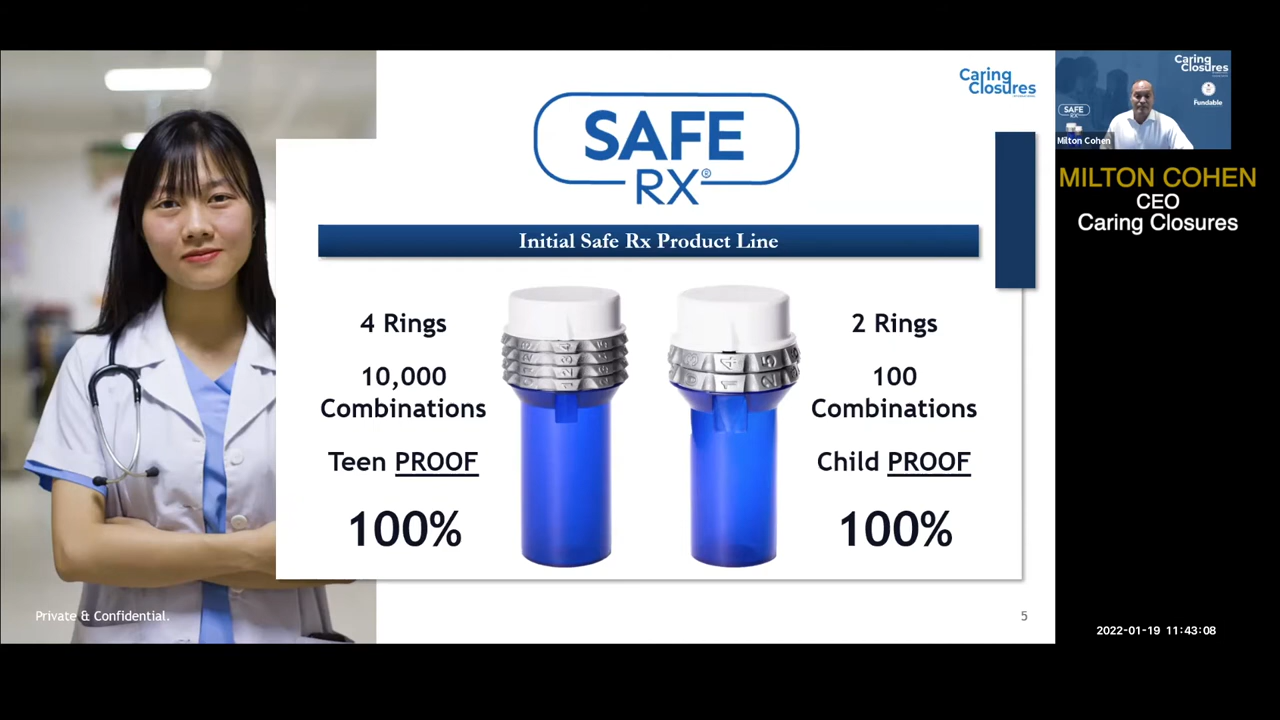 Caring
Closures
SAFE
RX®
Initial Safe Rx Product Line
4 Rings
10,000
Combinations
Teen PROOF
100%
2 Rings
100
Combinations
Child PROOF
100%
Private & Confidential.
5
Caring
Closures
Fundable
SAFE
RX
Milton Cohen
MILTON COHEN
CEO
Caring Closures
2022-01-19 11:43:08